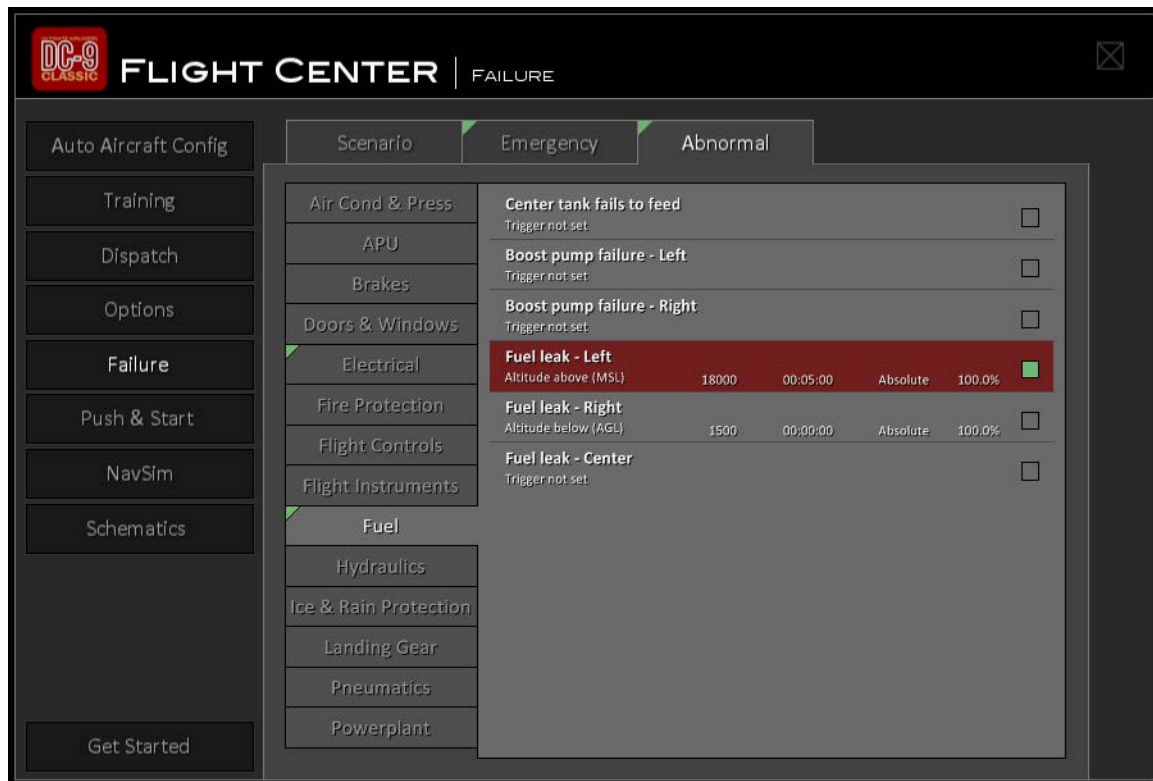 DC-9
CLASSIC
FLIGHT CENTER | FAILURE
Auto Aircraft Config
Training
Dispatch
Options
Failure
Push & Start
NavSim
Schematics
Get Started
Scenario
Emergency
Abnormal
Air Cond & Press
APU
Brakes
Doors & Windows
Electrical
Fire Protection
Flight Controls
Flight Instruments
Fuel
Hydraulics
Ice & Rain Protection
Landing Gear
Pneumatics
Powerplant
Center tank fails to feed
Trigger not set
Boost pump failure - Left
Trigger not set
Boost pump failure - Right
Trigger not set
Fuel leak - Left
Altitude above (MSL) 18000 00:05:00 Absolute 100.0%
Fuel leak - Right
Altitude below (AGL) 1500 00:00:00 Absolute 100.0%
Fuel leak - Center
Trigger not set